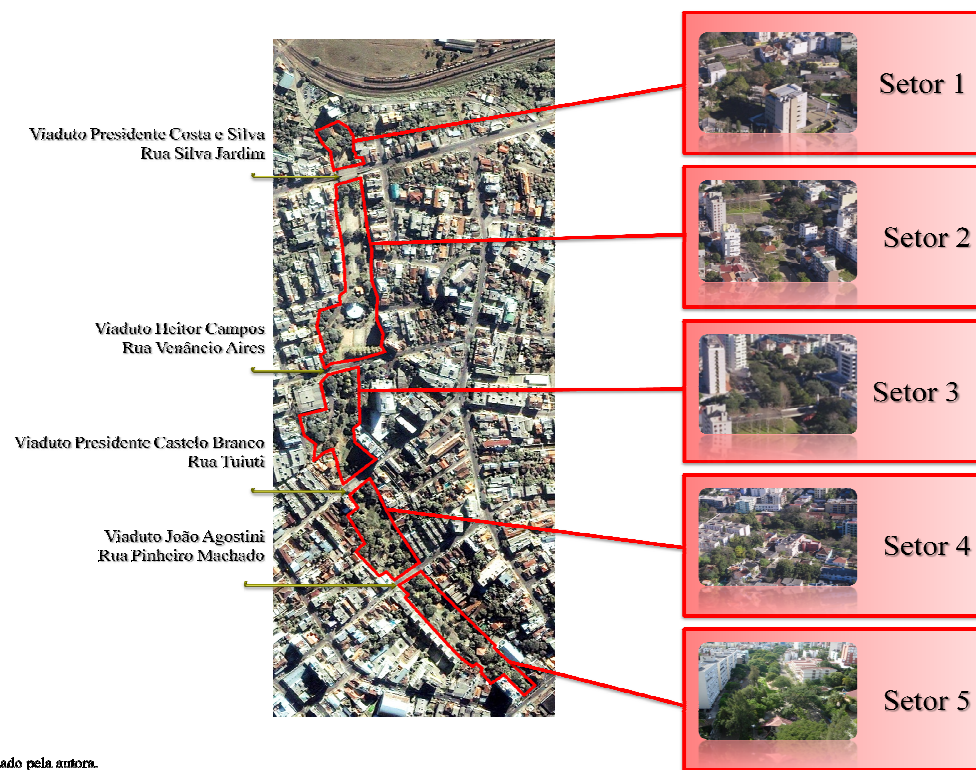 Setor 1
Viaduto Presidente Costa e Silva
Rua Silva Jardim
Setor 2
Viaduto Heitor Campos
Rua Venâncio Aires
Setor 3
Viaduto Presidente Castelo Branco
Rua Tuiuti
Viaduto João Agostini
Rua Pinheiro Machado
Setor 4
Setor 5
ado pela autora.